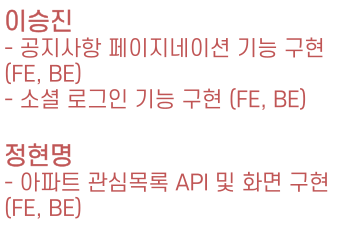 이승진
- 공지사항 페이지네이션 기능 구현
(FE, BE)
- 소셜 로그인 기능 구현 (FE, BE)
정현명
- 아파트 관심목록 API 및 화면 구현
(FE, BE)